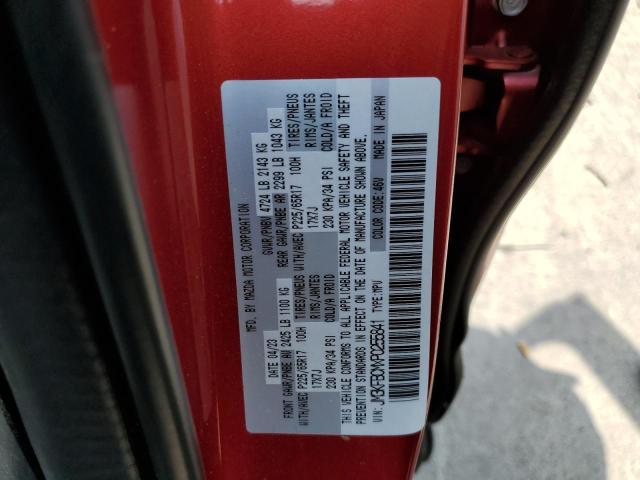 MFD. BY MAZDA MOTOR CORPORATION
DATE 04/23 GVWR/PNBV 4724 LB 2143 KG
FRONT GAWR/PNBE AV 2425 LB 1100 KG REAR GAWR/PNBE AR 2299 LB 1043 KG
WITH/AVEC P225/65R17 100H TIRES/PNEUS WITH/AVEC P225/65R17 100H TIRES/PNEUS
17X7J RIMS/JANTES 17X7J RIMS/JANTES
230 KPA/34 PSI COLD/A FROID 230 KPA/34 PSI COLD/A FROID
THIS VEHICLE CONFORMS TO ALL APPLICABLE FEDERAL MOTOR VEHICLE SAFETY AND THEFT
PREVENTION STANDARDS IN EFFECT ON THE DATE OF MANUFACTURE SHOWN ABOVE.
COLOR CODE:46V MADE IN JAPAN
VIN: TYPE:MPV